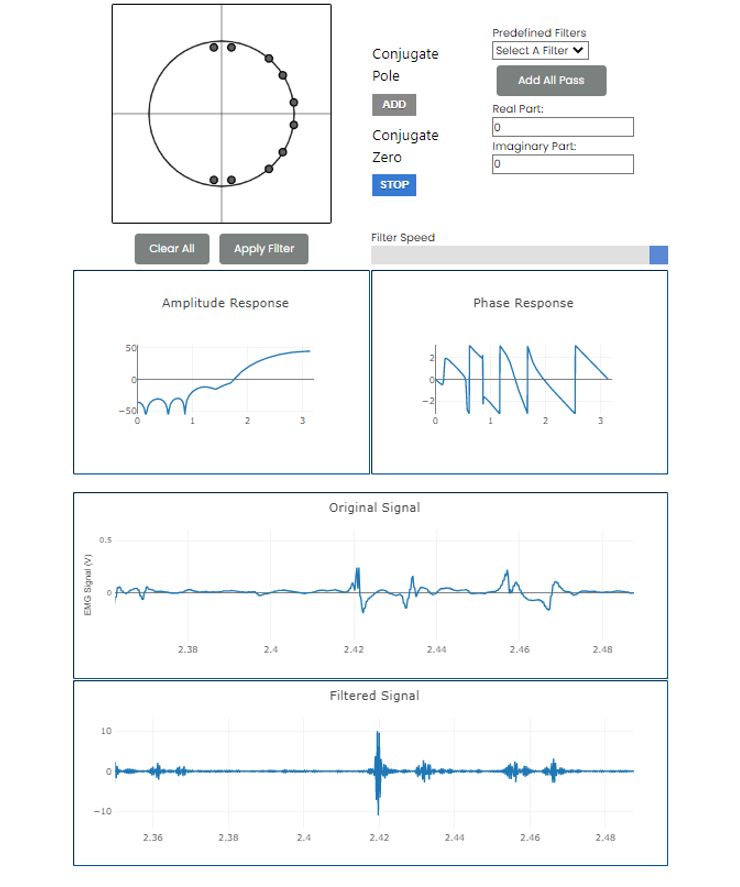 Predefined Filters
Select A Filter
Conjugate
Pole
Add All Pass
ADD
Real Part:
0
Conjugate
Zero
Imaginary Part:
0
STOP
Filter Speed
Clear All
Apply Filter
Amplitude Response
50
0
−50
0
1
2
3
Phase Response
2
0
−2
0
1
2
3
Original Signal
EMG Signal (V)
0.5
0
2.38
2.4
2.42
2.44
2.46
2.48
Filtered Signal
10
0
−10
2.36
2.38
2.4
2.42
2.44
2.46
2.48